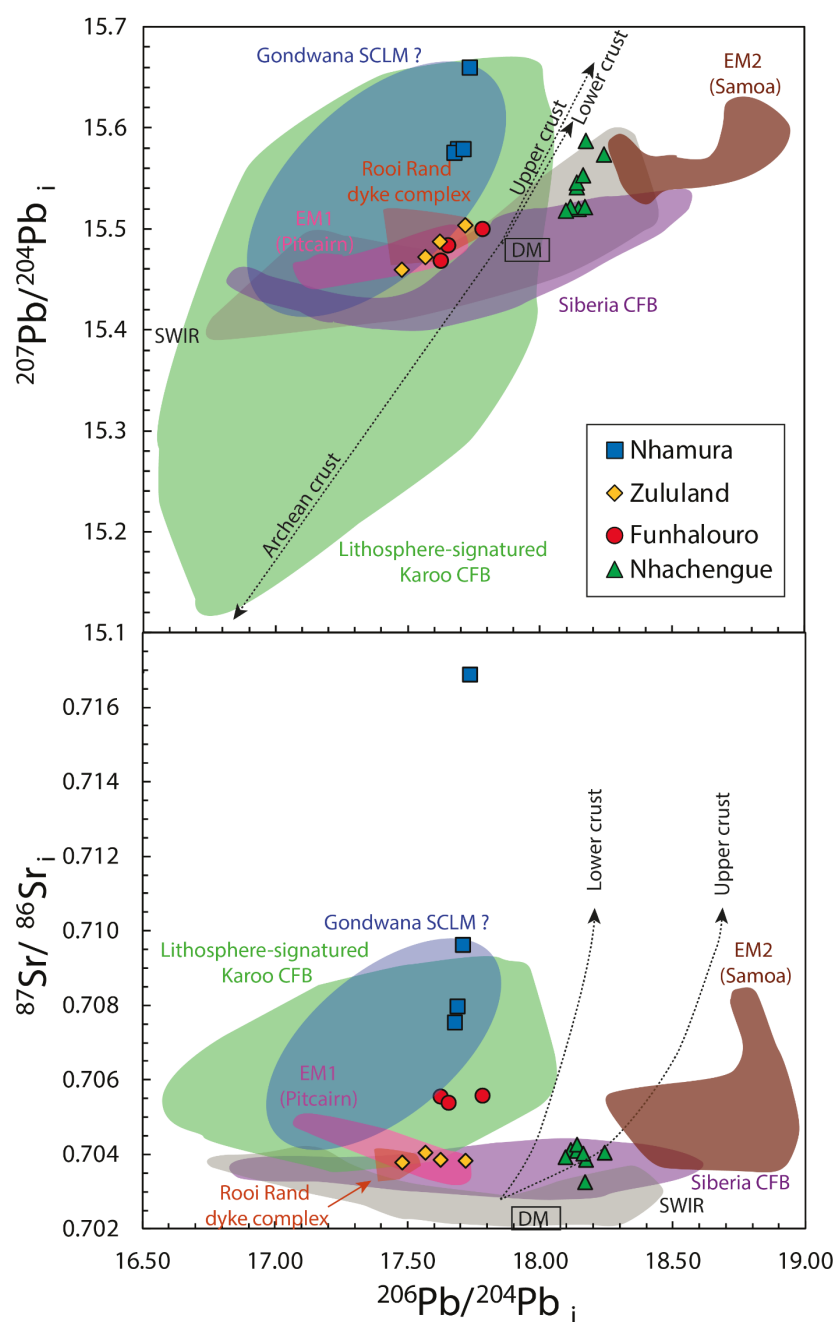 15.7
15.6
15.5
15.4
15.3
15.2
15.1
207Pb/204Pb i
Gondwana SCLM ?
EM2
(Samoa)
Lower crust
Upper crust
Rooi Rand
dyke complex
EM1
(Pitcairn)
DM
Siberia CFB
SWIR
Archean crust
Lithosphere-signatured
Karoo CFB
Nhamura
Zululand
Funhalouro
Nhachengue
0.716
0.714
0.712
0.710
0.708
0.706
0.704
0.702
87Sr/ 86Sr i
Lower crust
Upper crust
Gondwana SCLM ?
Lithosphere-signatured
Karoo CFB
EM2
(Samoa)
EM1
(Pitcairn)
Siberia CFB
Rooi Rand
dyke complex
SWIR
DM
16.50
17.00
17.50
18.00
18.50
19.00
206Pb/204Pb i